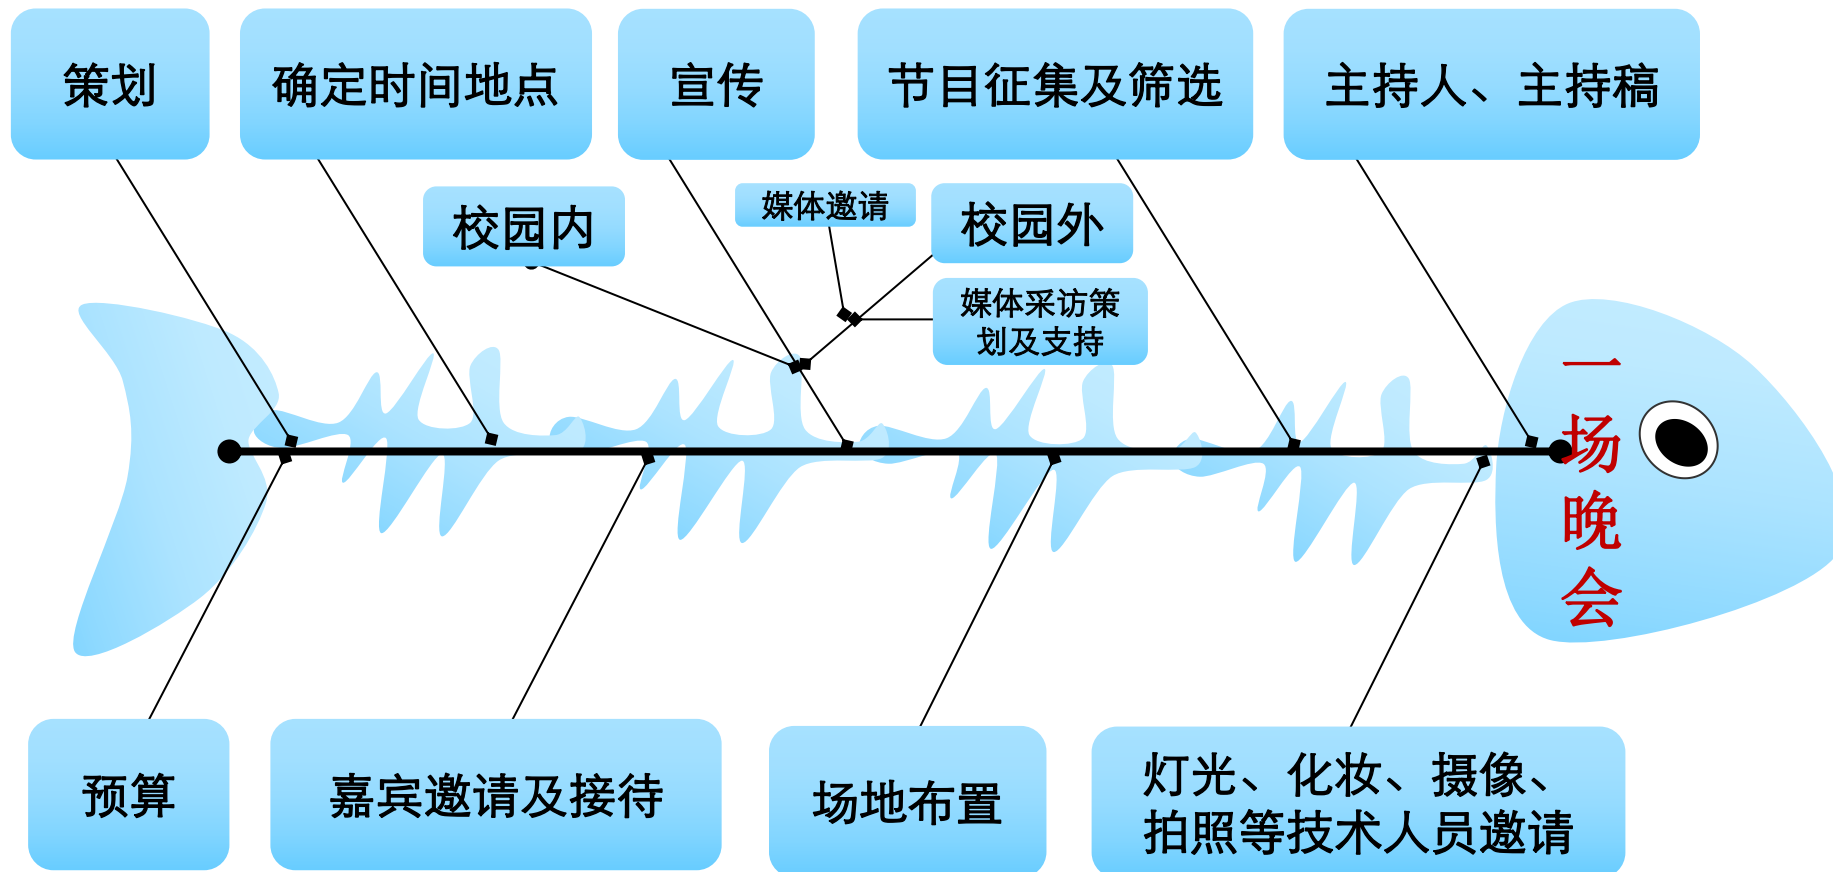 策划
确定时间地点
宣传
节目征集及筛选
主持人、主持稿
校园内
媒体邀请
校园外
媒体采访策
划及支持
一
场
晚
会
预算
嘉宾邀请及接待
场地布置
灯光、化妆、摄像、
拍照等技术人员邀请